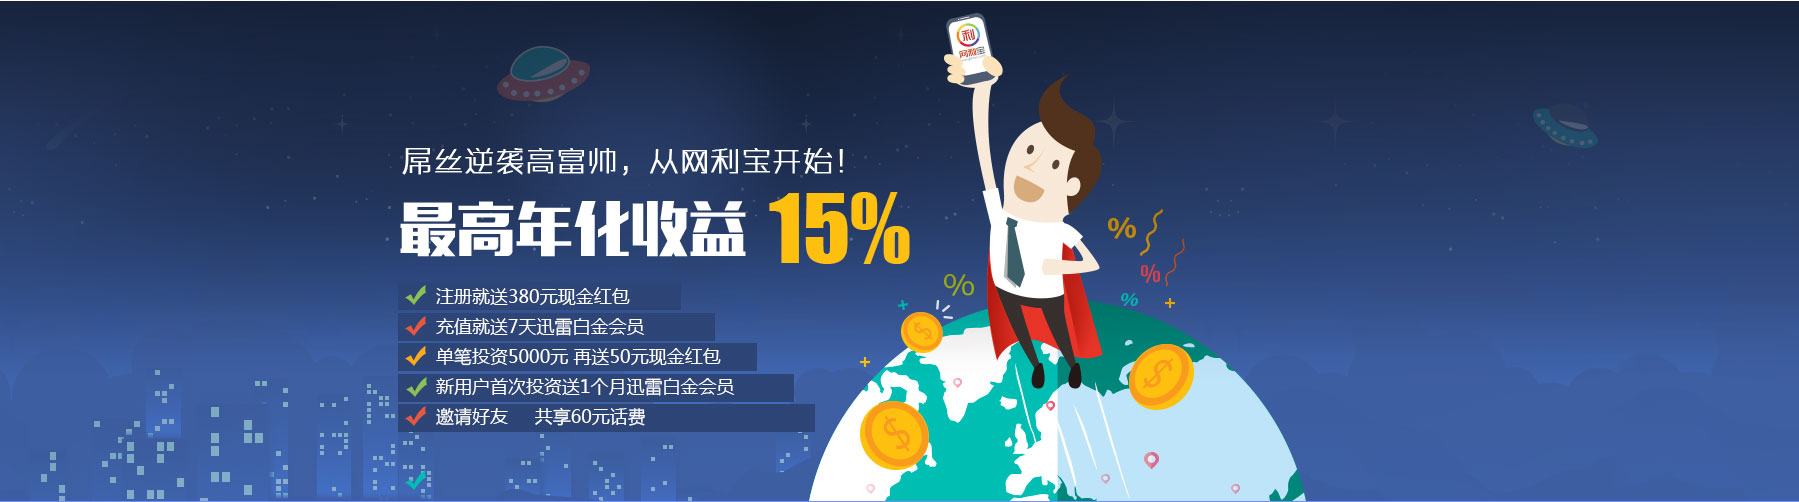 利
网利宝
屌丝逆袭高富帅，从网利宝开始！
最高年化收益 15%
注册就送380元现金红包
充值就送7天迅雷白金会员
单笔投资5000元 再送50元现金红包
新用户首次投资送1个月迅雷白金会员
邀请好友 共享60元话费
%
%
%
%
$
$
$